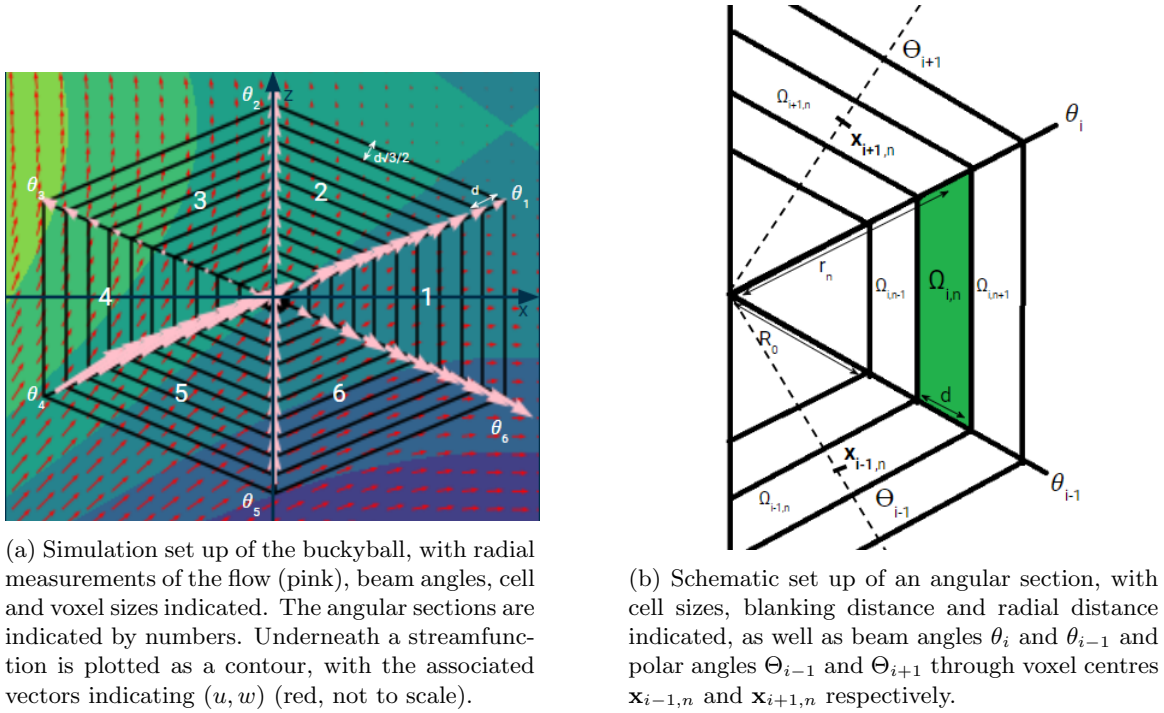 θ₂
z
d√3/2
θ₃
3
2
d
θ₁
4
1
x
θ₄
5
6
θ₆
θ₅
(a) Simulation set up of the buckyball, with radial
measurements of the flow (pink), beam angles, cell
and voxel sizes indicated. The angular sections are
indicated by numbers. Underneath a streamfunc-
tion is plotted as a contour, with the associated
vectors indicating (u, w) (red, not to scale).
Θᵢ₊₁
Ωᵢ₊₁,ₙ
θᵢ
xᵢ₊₁,ₙ
rₙ
Ωᵢ,ₙ₋₁
Ωᵢ,ₙ
Ωᵢ,ₙ₊₁
R₀
d
xᵢ₋₁,ₙ
Ωᵢ₋₁,ₙ
Θᵢ₋₁
θᵢ₋₁
(b) Schematic set up of an angular section, with
cell sizes, blanking distance and radial distance
indicated, as well as beam angles θᵢ and θᵢ₋₁ and
polar angles Θᵢ₋₁ and Θᵢ₊₁ through voxel centres
xᵢ₋₁,ₙ and xᵢ₊₁,ₙ respectively.